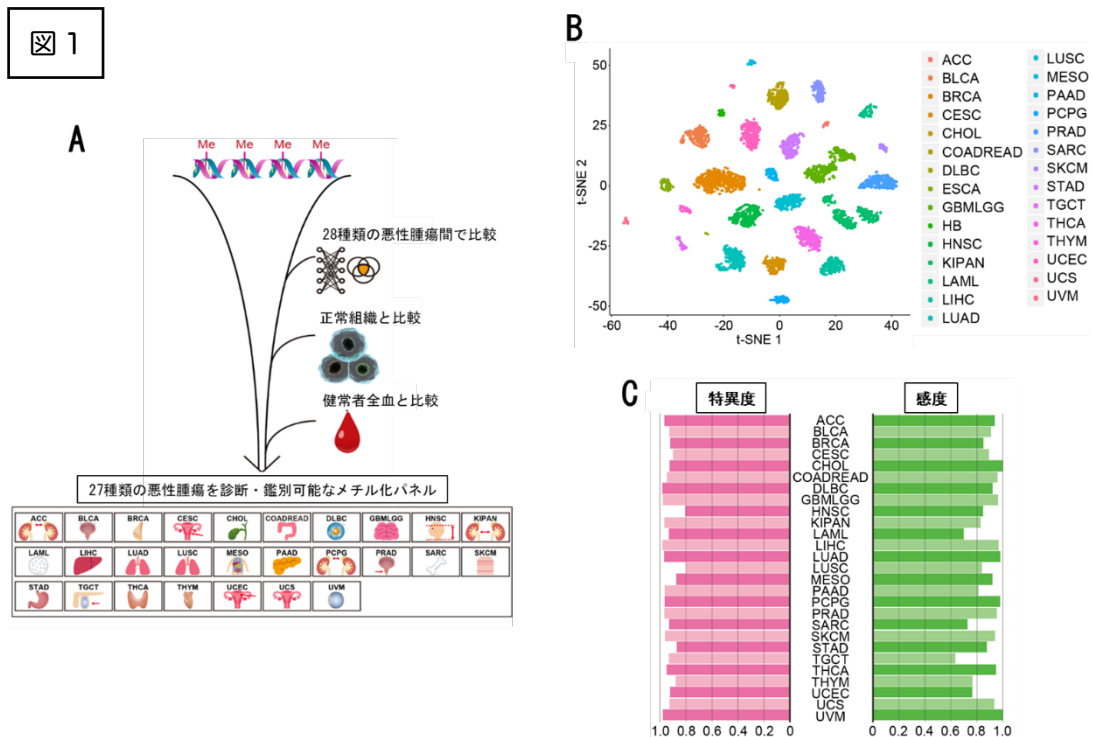 図1
A
Me Me Me Me
28種類の悪性腫瘍間で比較
正常組織と比較
健常者全血と比較
27種類の悪性腫瘍を診断・鑑別可能なメチル化パネル
ACC BLCA BRCA CESC CHOL COADREAD DLBC GBMLGG HNSC KIPAN
LAML LIHC LUAD LUSC MESO PAAD PCPG PRAD SARC SKCM
STAD TGCT THCA THYM UCEC UCS UVM
B
t-SNE 2
50
25
0
-25
-50
-60 -40 -20 0 20 40
t-SNE 1
ACC
BLCA
BRCA
CESC
CHOL
COADREAD
DLBC
ESCA
GBMLGG
HB
HNSC
KIPAN
LAML
LIHC
LUAD
LUSC
MESO
PAAD
PCPG
PRAD
SARC
SKCM
STAD
TGCT
THCA
THYM
UCEC
UCS
UVM
C
特異度 感度
ACC
BLCA
BRCA
CESC
CHOL
COADREAD
DLBC
GBMLGG
HNSC
KIPAN
LAML
LIHC
LUAD
LUSC
MESO
PAAD
PCPG
PRAD
SARC
SKCM
STAD
TGCT
THCA
THYM
UCEC
UCS
UVM
1.0 0.8 0.6 0.4 0.2 0 0 0.2 0.4 0.6 0.8 1.0